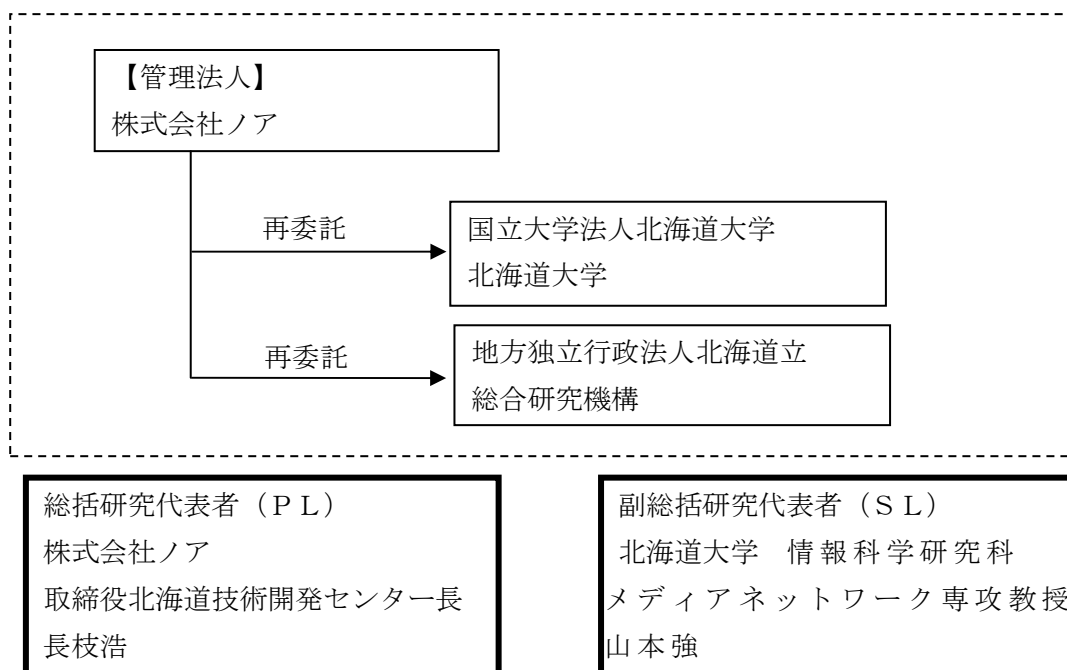 【管理法人】
株式会社ノア
再委託
国立大学法人北海道大学
北海道大学
再委託
地方独立行政法人北海道立
総合研究機構
総括研究代表者（ＰＬ）
株式会社ノア
取締役北海道技術開発センター長
長枝浩
副総括研究代表者（ＳＬ）
北海道大学　情報科学研究科
メディアネットワーク専攻教授
山本強